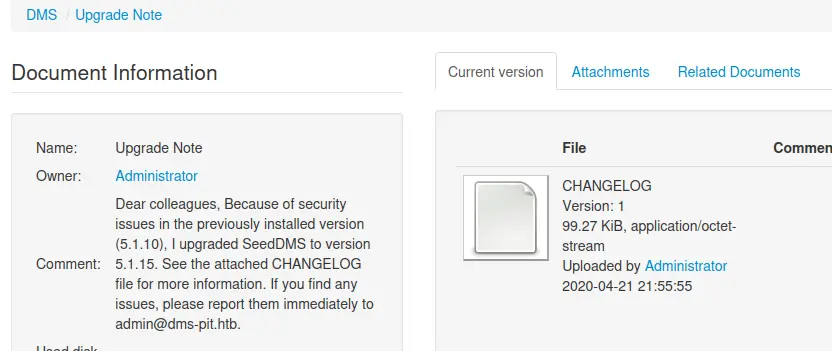 DMS / Upgrade Note
Document Information
Name: Upgrade Note
Owner: Administrator
Comment: Dear colleagues, Because of security
issues in the previously installed version
(5.1.10), I upgraded SeedDMS to version
5.1.15. See the attached CHANGELOG
file for more information. If you find any
issues, please report them immediately to
admin@dms-pit.htb.
Used disk
Current version Attachments Related Documents
File Commen
CHANGELOG
Version: 1
99.27 KiB, application/octet-
stream
Uploaded by Administrator
2020-04-21 21:55:55